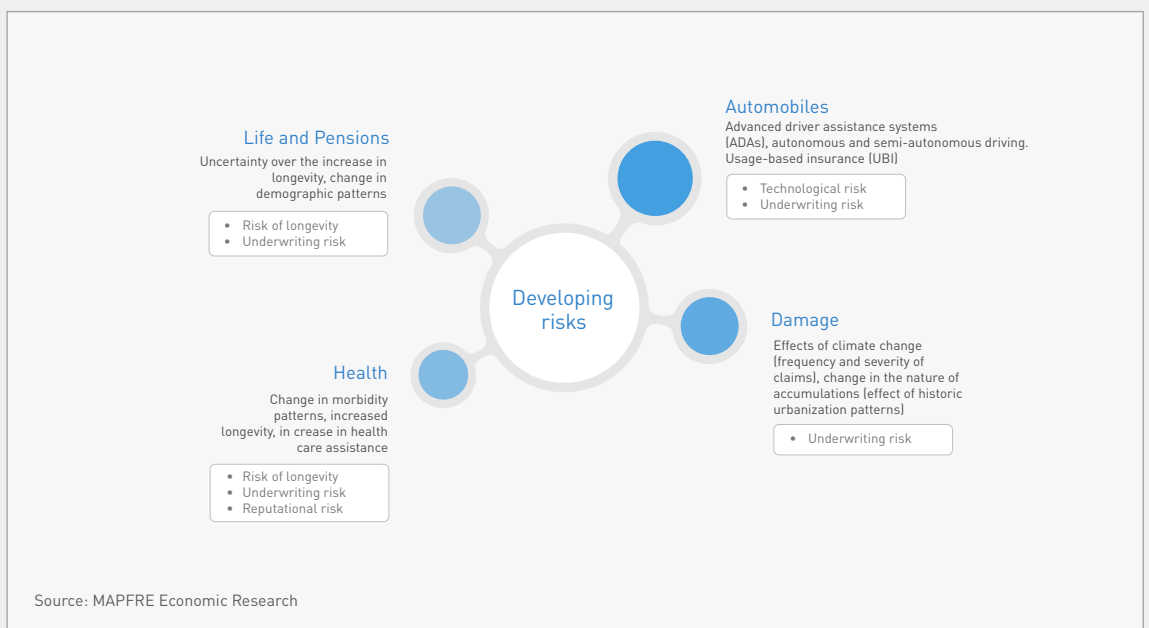 Life and Pensions
Uncertainty over the increase in
longevity, change in
demographic patterns
• Risk of longevity
• Underwriting risk
Automobiles
Advanced driver assistance systems
(ADAs), autonomous and semi-autonomous driving.
Usage-based insurance (UBI)
• Technological risk
• Underwriting risk
Developing
risks
Health
Change in morbidity
patterns, increased
longevity, in crease in health
care assistance
• Risk of longevity
• Underwriting risk
• Reputational risk
Damage
Effects of climate change
(frequency and severity of
claims), change in the nature of
accumulations (effect of historic
urbanization patterns)
• Underwriting risk
Source: MAPFRE Economic Research